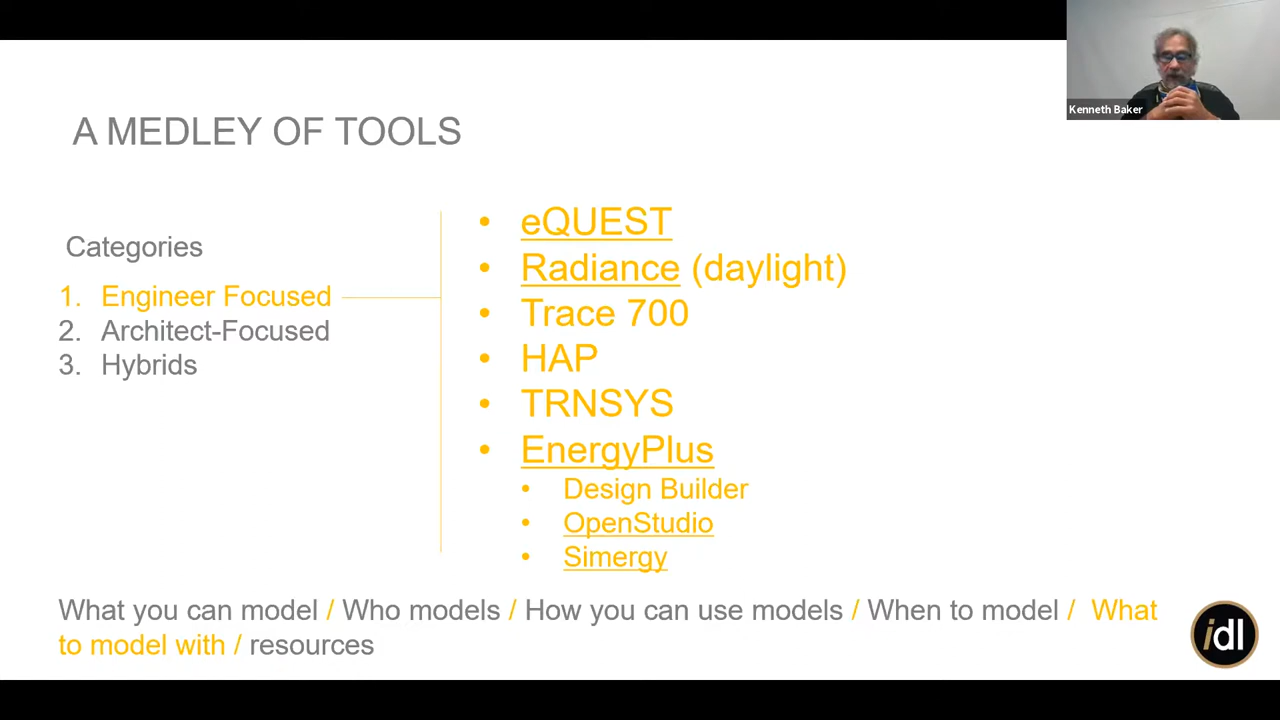 Kenneth Baker
A MEDLEY OF TOOLS
Categories
1. Engineer Focused
2. Architect-Focused
3. Hybrids
• eQUEST
• Radiance (daylight)
• Trace 700
• HAP
• TRNSYS
• EnergyPlus
• Design Builder
• OpenStudio
• Simergy
What you can model / Who models / How you can use models / When to model / What
to model with / resources
idl